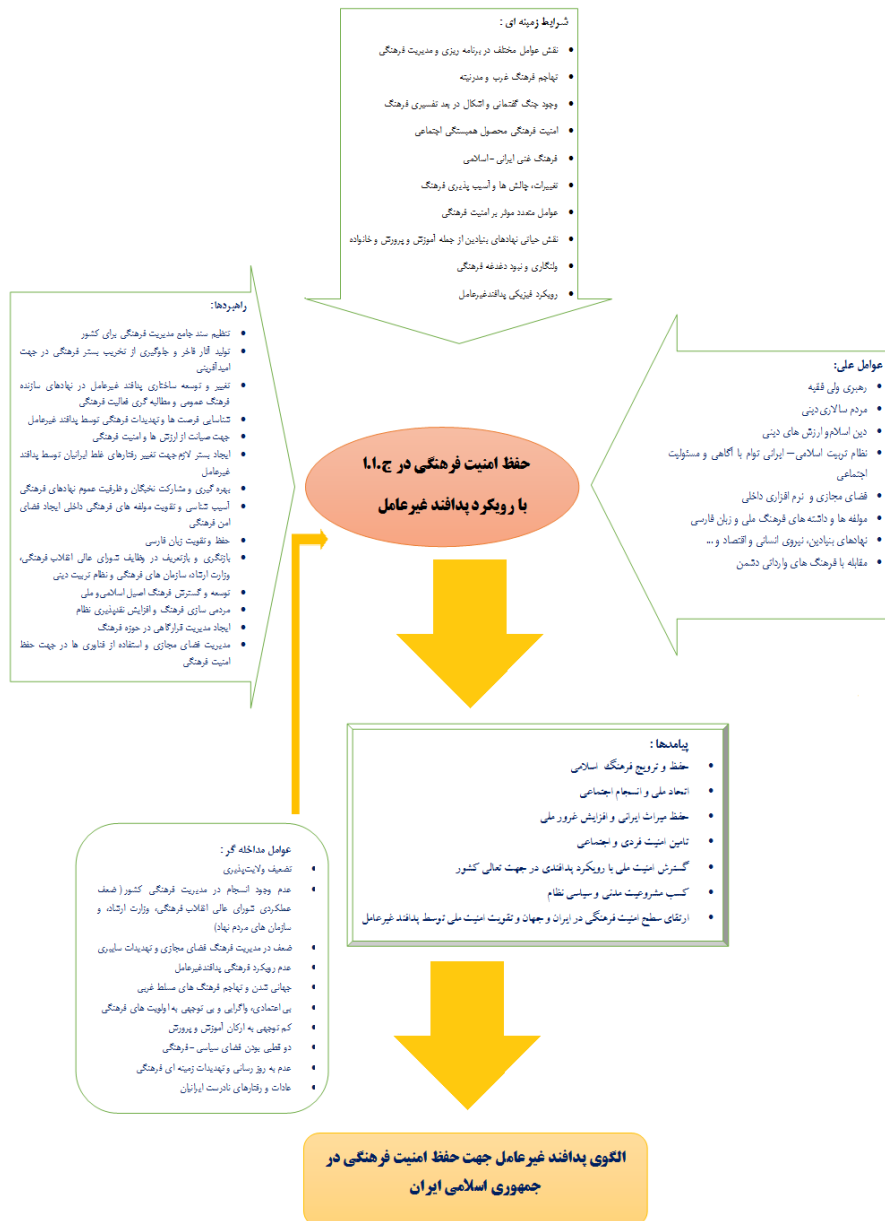 شرایط زمینه ای :
نقش عوامل مختلف در برنامه ریزی و مدیریت فرهنگی
تهاجم فرهنگ غرب و مدرنیته
وجود جنگ گفتمانی و اشکال در بعد تفسیری فرهنگ
امنیت فرهنگی محصول همبستگی اجتماعی
فرهنگ غنی ایرانی -اسلامی
تغییرات، چالش ها و آسیب پذیری فرهنگ
عوامل متعدد موثر بر امنیت فرهنگی
نقش حیاتی نهادهای بنیادین از جمله آموزش و پرورش و خانواده
ولنگاری و نبود دغدغه فرهنگی
رویکرد فیزیکی پدافندغیرعامل
عوامل علی:
رهبری ولی فقیه
مردم سالاری دینی
دین اسلام و ارزش های دینی
نظام تربیت اسلامی– ایرانی توام با آگاهی و مسئولیت
اجتماعی
فضای مجازی و نرم افزاری داخلی
مولفه ها و داشته های فرهنگ ملی و زبان فارسی
نهادهای بنیادین، نیروی انسانی و اقتصاد و ...
مقابله با فرهنگ های وارداتی دشمن
راهبردها:
تنظیم سند جامع مدیریت فرهنگی برای کشور
تولید آثار فاخر و جلوگیری از تخریب بستر فرهنگی در جهت
امیدآفرینی
تغییر و توسعه ساختاری پدافند غیرعامل در نهادهای سازنده
فرهنگ عمومی و مطالبه گری فعالیت فرهنگی
شناسایی فرصت ها و تهدیدات فرهنگی توسط پدافند غیرعامل
جهت صیانت از ارزش ها و امنیت فرهنگی
ایجاد بستر لازم جهت تغییر رفتارهای غلط ایرانیان توسط پدافند
غیرعامل
بهره گیری و مشارکت نخبگان و ظرفیت عموم نهادهای فرهنگی
آسیب شناسی و تقویت مولفه های فرهنگی داخلی ایجاد فضای
امن فرهنگی
حفظ و تقویت زبان فارسی
بازنگری و بازتعریف در وظایف شورای عالی انقلاب فرهنگی،
وزارت ارشاد، سازمان های فرهنگی و نظام تربیت دینی
توسعه و گسترش فرهنگ اصیل اسلامی و ملی
مردمی سازی فرهنگ و افزایش نقدپذیری نظام
ایجاد مدیریت قرارگاهی در حوزه فرهنگ
مدیریت فضای مجازی و استفاده از فناوری ها در جهت حفظ
امنیت فرهنگی
حفظ امنیت فرهنگی در ج.ا.ا
با رویکرد پدافند غیرعامل
پیامدها :
حفظ و ترویج فرهنگ اسلامی
اتحاد ملی و انسجام اجتماعی
حفظ میراث ایرانی و افزایش غرور ملی
تامین امنیت فردی و اجتماعی
گسترش امنیت ملی با رویکرد پدافندی در جهت تعالی کشور
کسب مشروعیت مدنی و سیاسی نظام
ارتقای سطح امنیت فرهنگی در ایران و جهان و تقویت امنیت ملی توسط پدافند غیرعامل
عوامل مداخله گر :
تضعیف ولایت‌پذیری
عدم وجود انسجام در مدیریت فرهنگی کشور( ضعف
عملکردی شورای عالی انقلاب فرهنگی، وزارت ارشاد، و
سازمان های مردم نهاد)
ضعف در مدیریت فرهنگ فضای مجازی و تهدیدات سایبری
عدم رویکرد فرهنگی پدافندغیرعامل
جهانی شدن و تهاجم فرهنگ های مسلط غربی
بی اعتمادی، واگرایی و بی توجهی به اولویت های فرهنگی
کم توجهی به ارکان آموزش و پرورش
دو قطبی بودن فضای سیاسی -فرهنگی
عدم به روز رسانی و تهدیدات زمینه ای فرهنگی
عادات و رفتارهای نادرست ایرانیان
الگوی پدافند غیرعامل جهت حفظ امنیت فرهنگی در
جمهوری اسلامی ایران